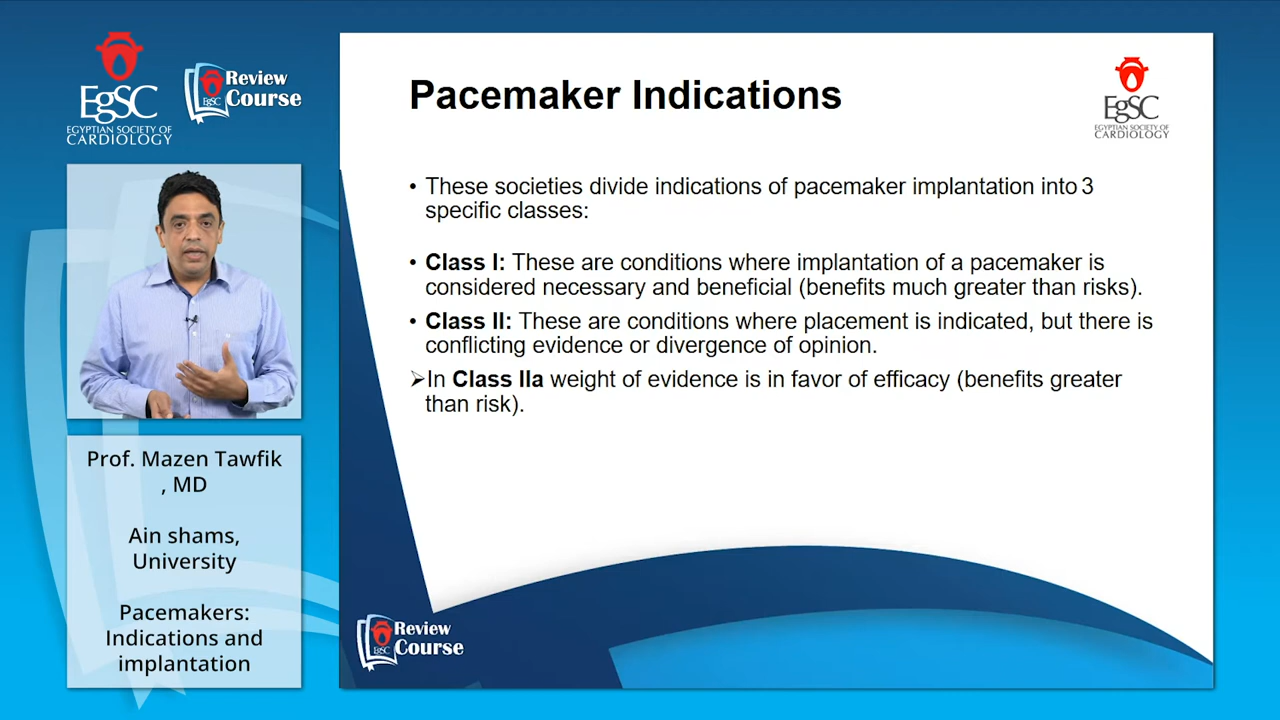 EgSC
EGYPTIAN SOCIETY OF
CARDIOLOGY
EgSC
Review
Course
Prof. Mazen Tawfik
, MD
Ain shams,
University
Pacemakers:
Indications and
implantation
Pacemaker Indications
EgSC
EGYPTIAN SOCIETY OF
CARDIOLOGY
• These societies divide indications of pacemaker implantation into 3
specific classes:
• Class I: These are conditions where implantation of a pacemaker is
considered necessary and beneficial (benefits much greater than risks).
• Class II: These are conditions where placement is indicated, but there is
conflicting evidence or divergence of opinion.
➢In Class IIa weight of evidence is in favor of efficacy (benefits greater
than risk).
EgSC
Review
Course